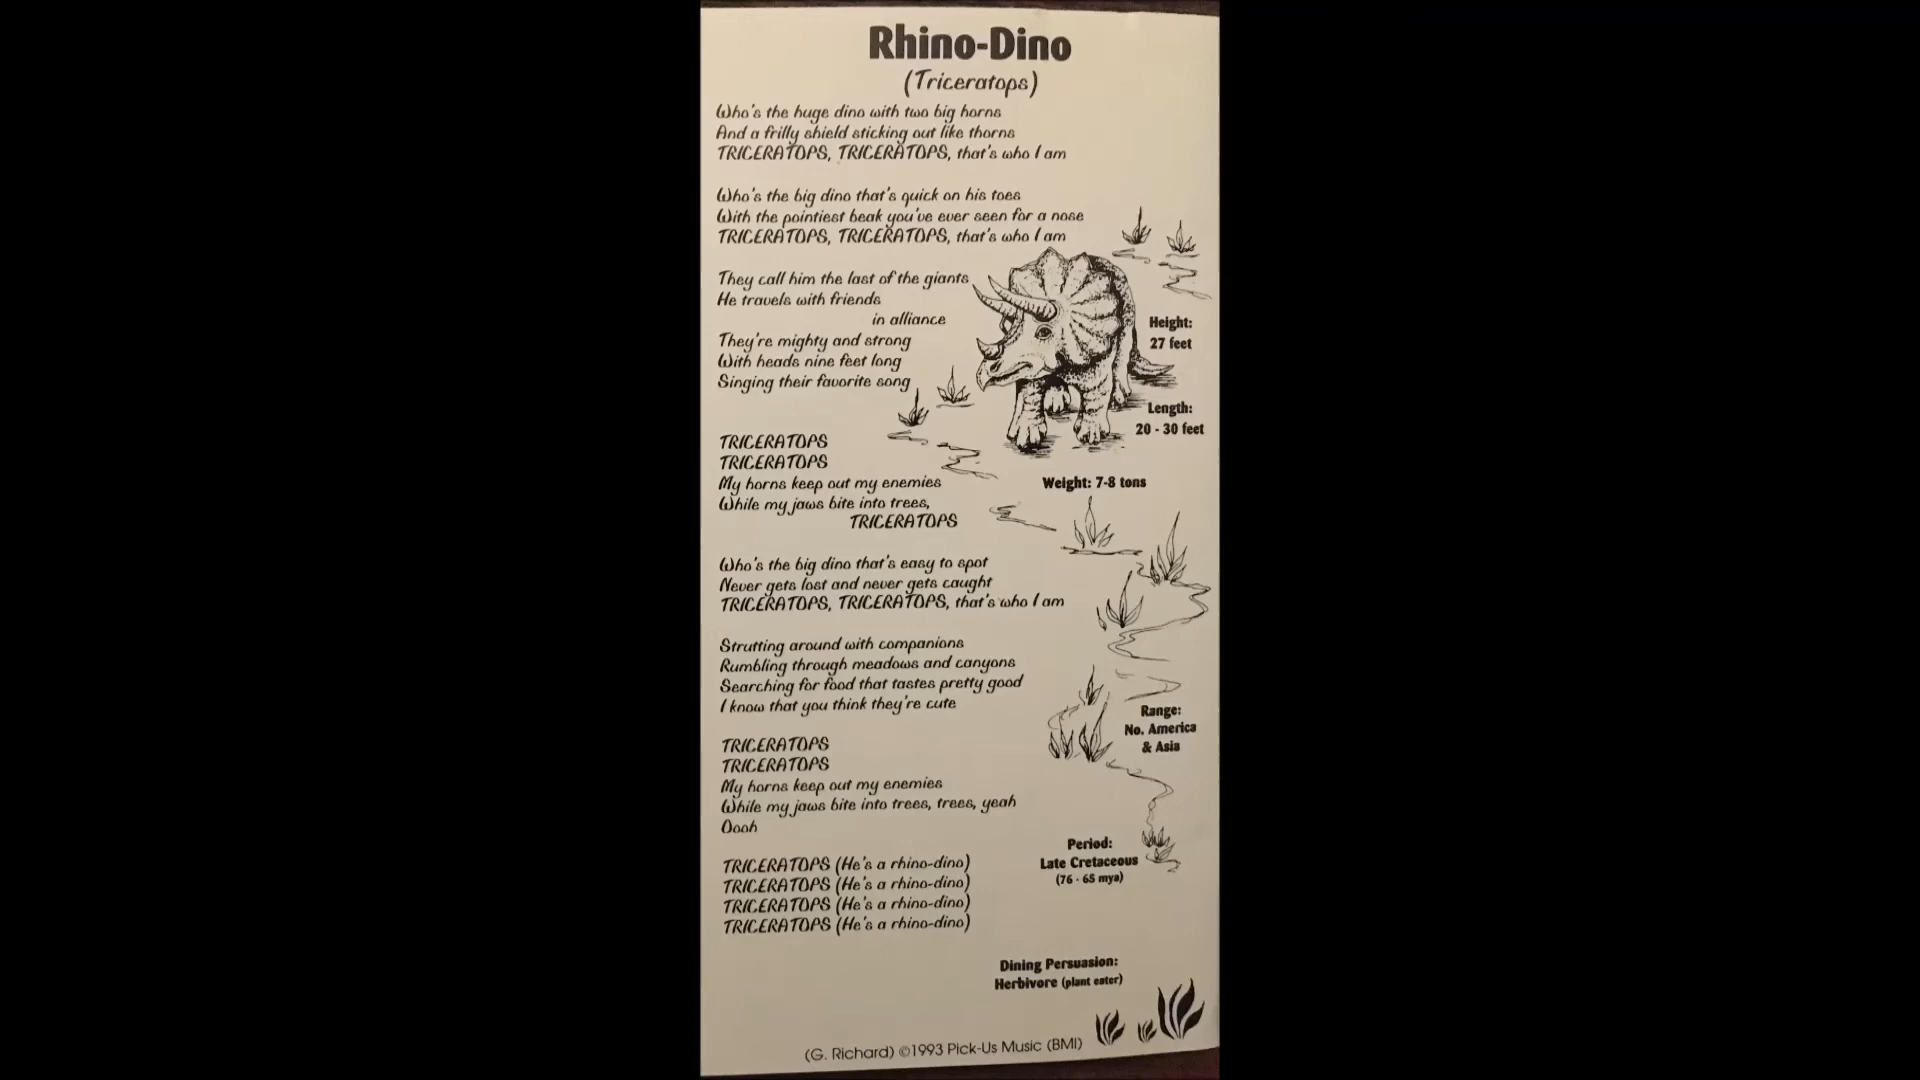 Rhino-Dino
(Triceratops)
Who's the huge dino with two big horns
And a frilly shield sticking out like thorns
TRICERATOPS, TRICERATOPS, that's who I am
Who's the big dino that's quick on his toes
With the pointiest beak you've ever seen for a nose
TRICERATOPS, TRICERATOPS, that's who I am
They call him the last of the giants
He travels with friends
in alliance
They're mighty and strong
With heads nine feet long
Singing their favorite song
Height:
27 feet
Length:
20 - 30 feet
TRICERATOPS
TRICERATOPS
My horns keep out my enemies
While my jaws bite into trees,
TRICERATOPS
Weight: 7-8 tons
Who's the big dino that's easy to spot
Never gets lost and never gets caught
TRICERATOPS, TRICERATOPS, that's who I am
Strutting around with companions
Rumbling through meadows and canyons
Searching for food that tastes pretty good
I know that you think they're cute
Range:
No. America
& Asia
TRICERATOPS
TRICERATOPS
My horns keep out my enemies
While my jaws bite into trees, trees, yeah
Oooh
TRICERATOPS (He's a rhino-dino)
TRICERATOPS (He's a rhino-dino)
TRICERATOPS (He's a rhino-dino)
TRICERATOPS (He's a rhino-dino)
Period:
Late Cretaceous
(76 - 65 mya)
Dining Persuasion:
Herbivore (plant eater)
(G. Richard) ©1993 Pick-Us Music (BMI)